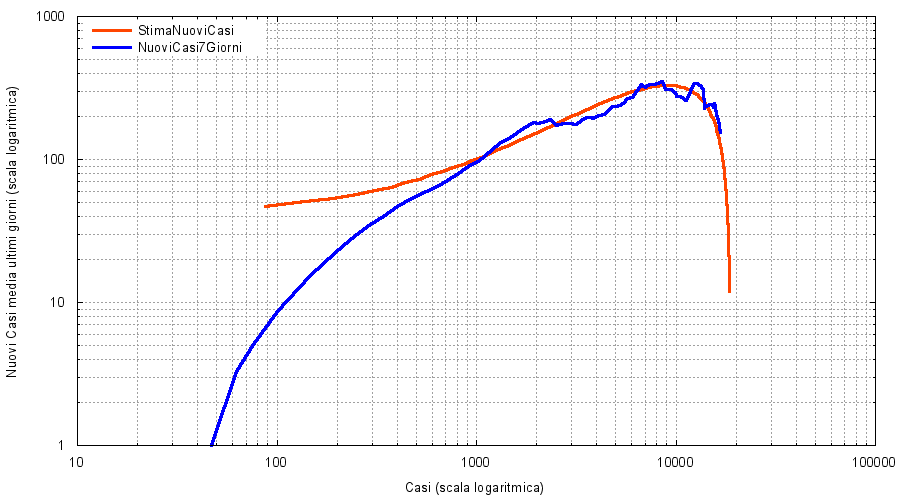 1000
StimaNuoviCasi
NuoviCasi7Giorni
100
10
1
Nuovi Casi media ultimi giorni (scala logaritmica)
10 100 1000 10000 100000
Casi (scala logaritmica)